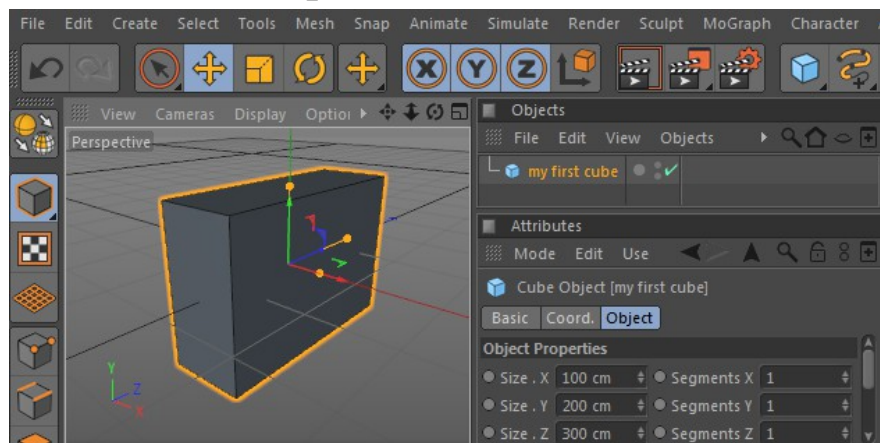 File Edit Create Select Tools Mesh Snap Animate Simulate Render Sculpt MoGraph Character
X Y Z
View Cameras Display Option
Perspective
Y
Z
X
Objects
File Edit View Objects
my first cube
Attributes
Mode Edit Use
Cube Object [my first cube]
Basic Coord. Object
Object Properties
Size . X 100 cm Segments X 1
Size . Y 200 cm Segments Y 1
Size . Z 300 cm Segments Z 1